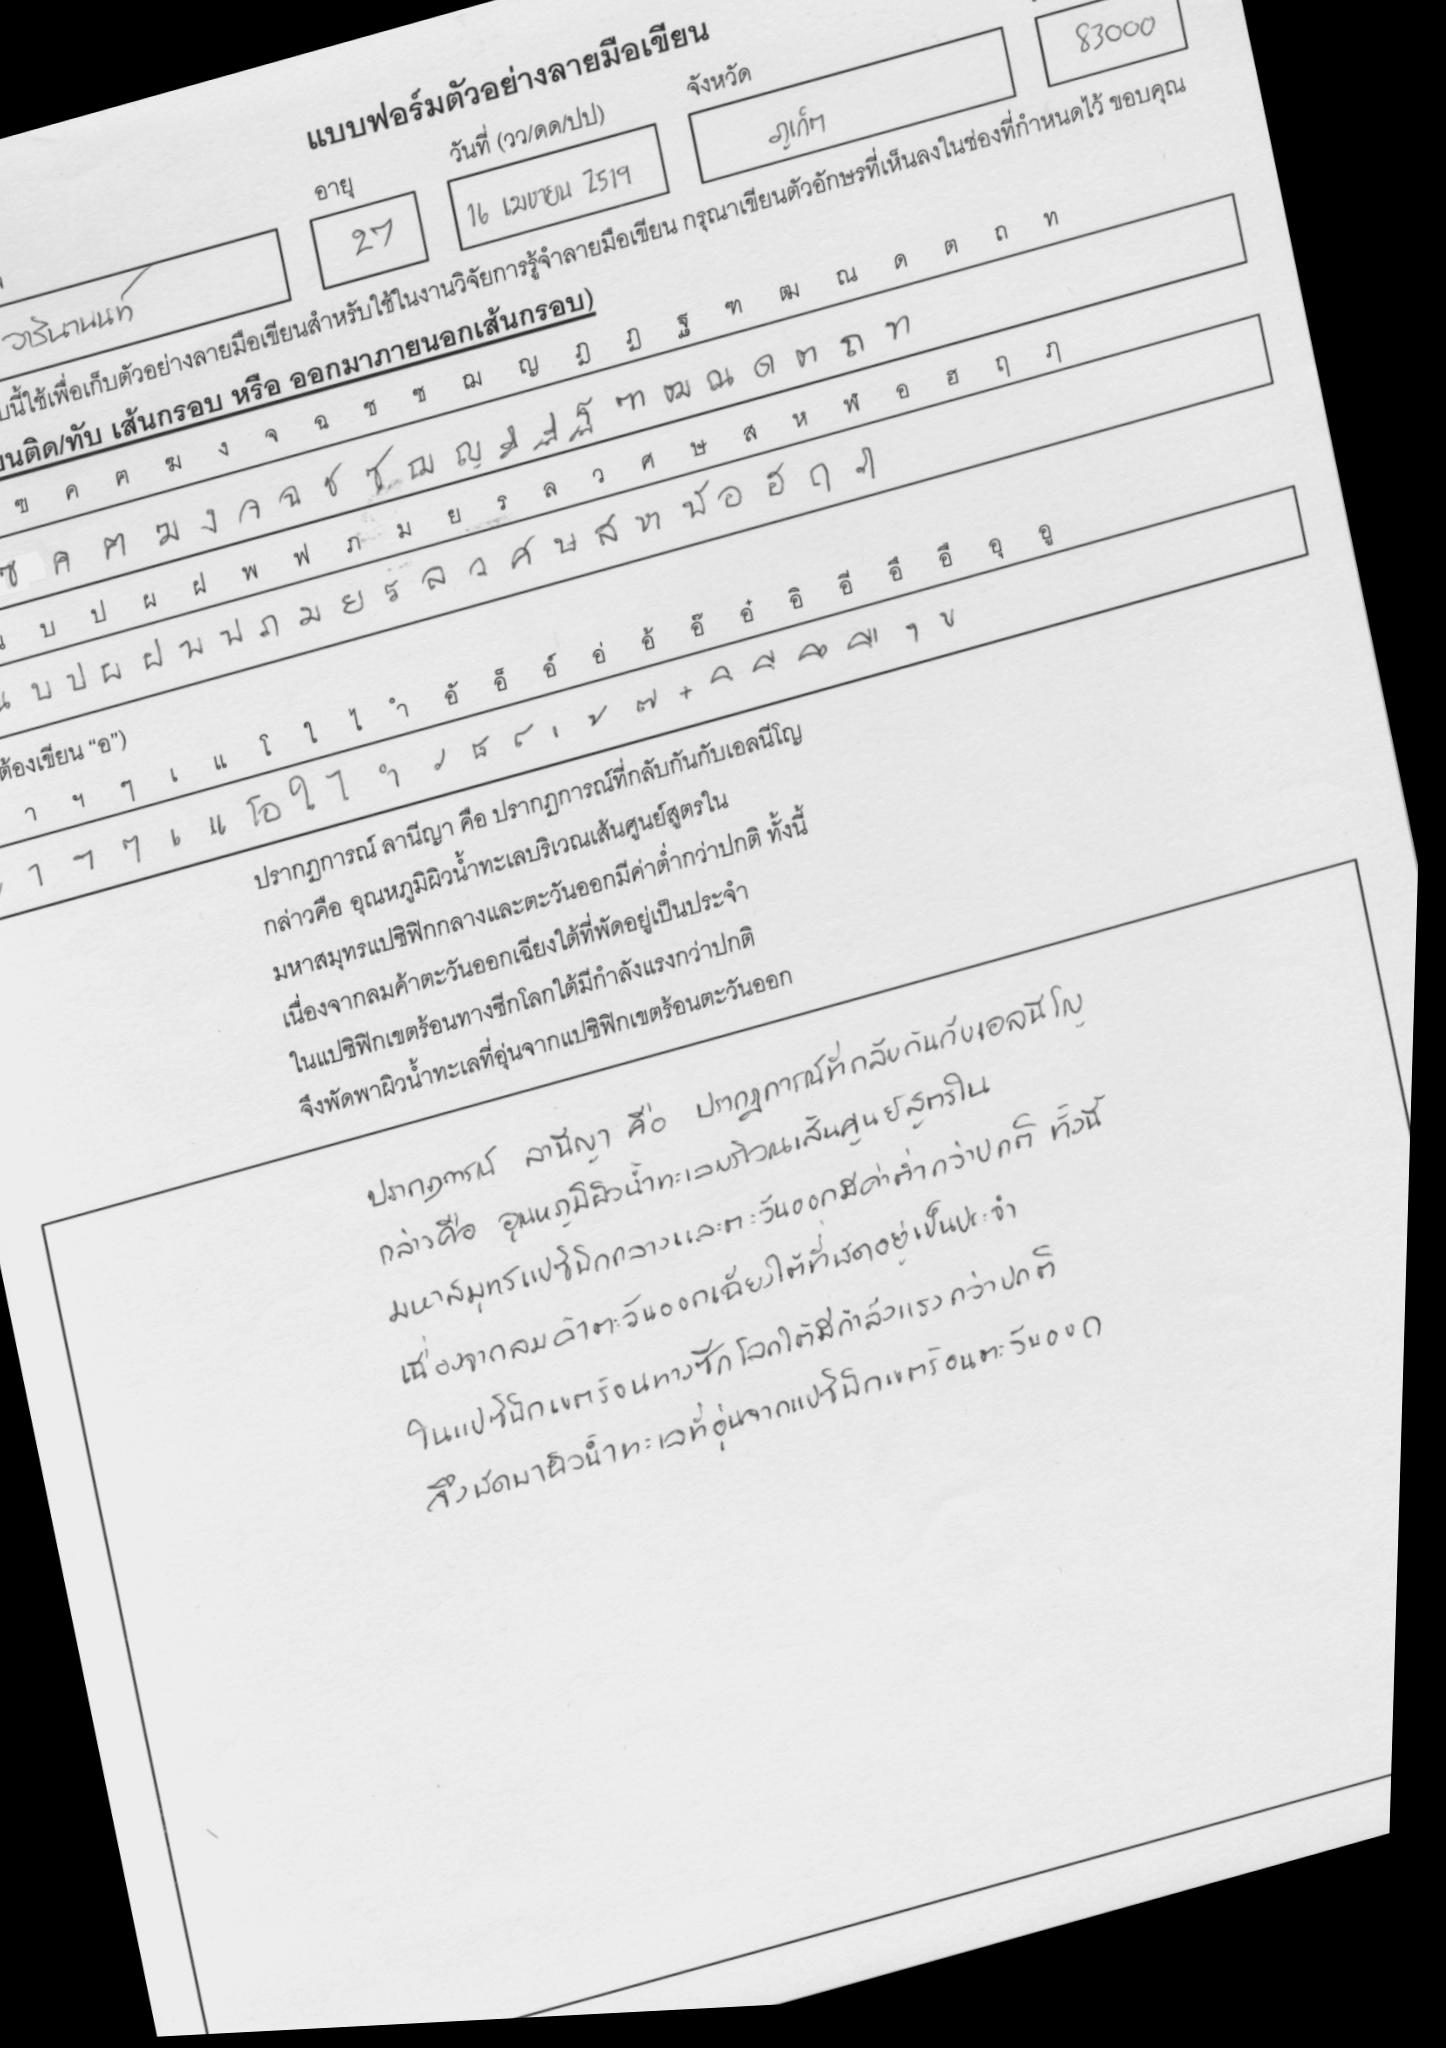 แบบฟอร์มตัวอย่างลายมือเขียน
อายุ วันที่ (วว/ดด/ปป) จังหวัด
27 16 เมษายน 2519 ภูเก็ต 83000
บนี้ใช้เพื่อเก็บตัวอย่างลายมือเขียนสำหรับใช้ในงานวิจัยการรู้จำลายมือเขียน กรุณาเขียนตัวอักษรที่เห็นลงในช่องที่กำหนดไว้ ขอบคุณ
ยนติด/ทับ เส้นกรอบ หรือ ออกมาภายนอกเส้นกรอบ)
ฃ ค ฅ ฆ ง จ ฉ ช ซ ฌ ญ ฎ ฏ ฐ ฑ ฒ ณ ด ต ถ ท
ฃ ค ฅ ฆ ง จ ฉ ช ซ ฌ ญ ฎ ฏ ฐ ฑ ฒ ณ ด ต ถ ท
น บ ป ผ ฝ พ ฟ ภ ม ย ร ล ว ศ ษ ส ห ฬ อ ฮ ฤ ฦ
น บ ป ผ ฝ พ ฟ ภ ม ย ร ล ว ศ ษ ส ห ฬ อ ฮ ฤ ฦ
ต้องเขียน "อ")
า ฯ ๆ เ แ โ ใ ไ ำ อั อ็ อ์ อ่ อ้ อ๊ อ๋ อิ อี อึ อื อุ อู
ะ า ฯ ๆ เ แ โอ ใ ไ ำ ั ็ ์ ่ ้ ๊ ๋ ิ ี ึ ื ุ ู
ปรากฏการณ์ ลานีญา คือ ปรากฏการณ์ที่กลับกันกับเอลนีโญ
กล่าวคือ อุณหภูมิผิวน้ำทะเลบริเวณเส้นศูนย์สูตรใน
มหาสมุทรแปซิฟิกกลางและตะวันออกมีค่าต่ำกว่าปกติ ทั้งนี้
เนื่องจากลมค้าตะวันออกเฉียงใต้ที่พัดอยู่เป็นประจำ
ในแปซิฟิกเขตร้อนทางซีกโลกใต้มีกำลังแรงกว่าปกติ
จึงพัดพาผิวน้ำทะเลที่อุ่นจากแปซิฟิกเขตร้อนตะวันออก
ปรากฏการณ์ ลานีญา คือ ปรากฏการณ์ที่กลับกันกับเอลนีโญ
กล่าวคือ อุณหภูมิผิวน้ำทะเลบริเวณเส้นศูนย์สูตรใน
มหาสมุทรแปซิฟิกกลางและตะวันออกมีค่าต่ำกว่าปกติ ทั้งนี้
เนื่องจากลมค้าตะวันออกเฉียงใต้ที่พัดอยู่เป็นประจำ
ในแปซิฟิกเขตร้อนทางซีกโลกใต้มีกำลังแรงกว่าปกติ
จึงพัดพาผิวน้ำทะเลที่อุ่นจากแปซิฟิกเขตร้อนตะวันออก